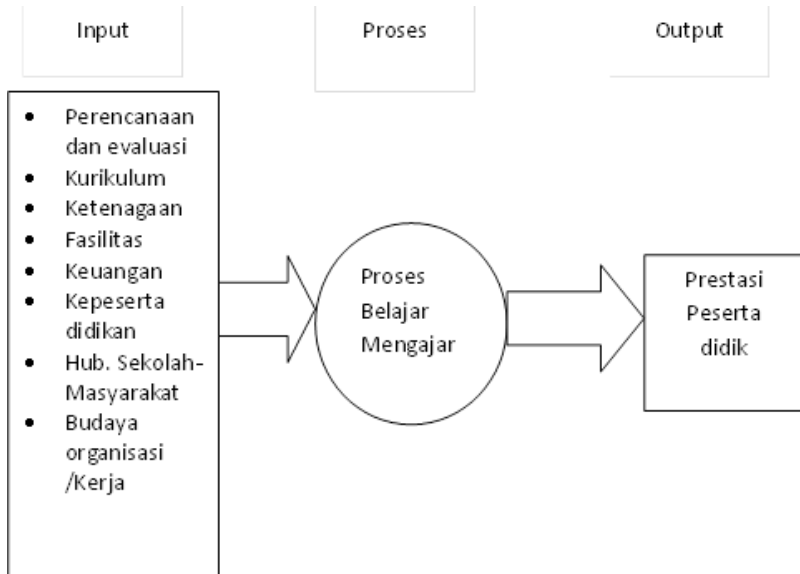 Input
Proses
Output
• Perencanaan
dan evaluasi
• Kurikulum
• Ketenagaan
• Fasilitas
• Keuangan
• Kepeserta
didikan
• Hub. Sekolah-
Masyarakat
• Budaya
organisasi
/Kerja
Proses
Belajar
Mengajar
Prestasi
Peserta
didik